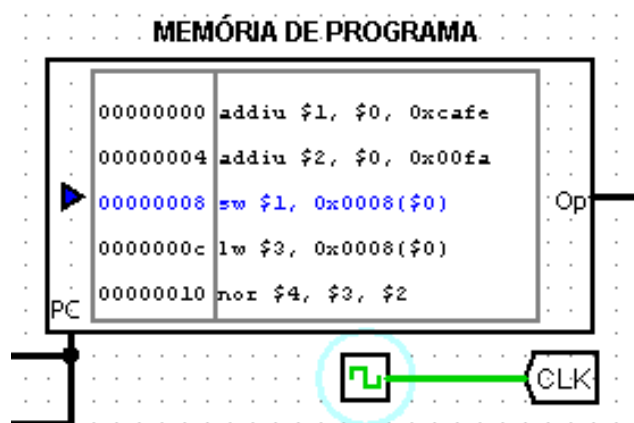 MEMÓRIA DE PROGRAMA
00000000 addiu $1, $0, 0xcafe
00000004 addiu $2, $0, 0x00fa
00000008 sw $1, 0x0008($0)
Op
0000000c lw $3, 0x0008($0)
00000010 nor $4, $3, $2
PC
CLK